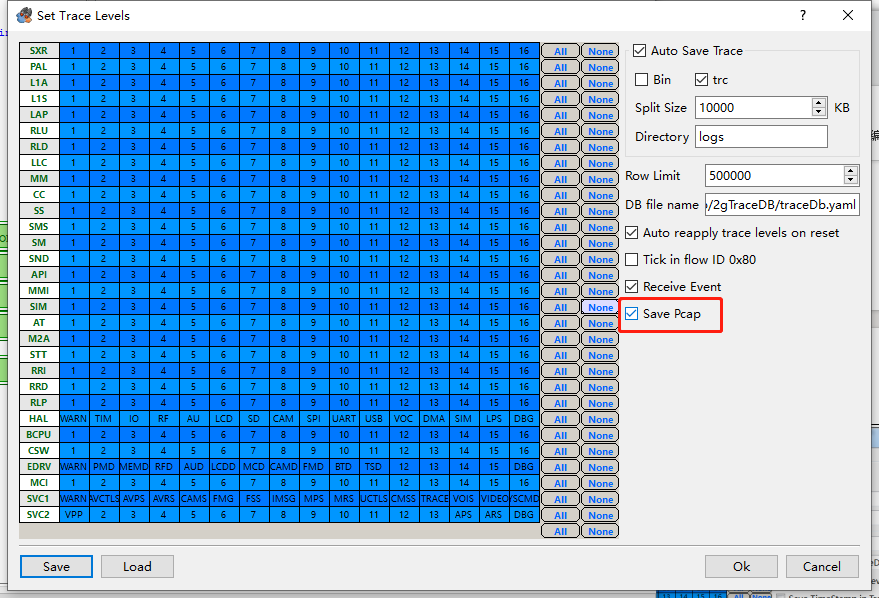 Set Trace Levels ?
SXR 1 2 3 4 5 6 7 8 9 10 11 12 13 14 15 16 All None
PAL 1 2 3 4 5 6 7 8 9 10 11 12 13 14 15 16 All None
L1A 1 2 3 4 5 6 7 8 9 10 11 12 13 14 15 16 All None
L1S 1 2 3 4 5 6 7 8 9 10 11 12 13 14 15 16 All None
LAP 1 2 3 4 5 6 7 8 9 10 11 12 13 14 15 16 All None
RLU 1 2 3 4 5 6 7 8 9 10 11 12 13 14 15 16 All None
RLD 1 2 3 4 5 6 7 8 9 10 11 12 13 14 15 16 All None
LLC 1 2 3 4 5 6 7 8 9 10 11 12 13 14 15 16 All None
MM 1 2 3 4 5 6 7 8 9 10 11 12 13 14 15 16 All None
CC 1 2 3 4 5 6 7 8 9 10 11 12 13 14 15 16 All None
SS 1 2 3 4 5 6 7 8 9 10 11 12 13 14 15 16 All None
SMS 1 2 3 4 5 6 7 8 9 10 11 12 13 14 15 16 All None
SM 1 2 3 4 5 6 7 8 9 10 11 12 13 14 15 16 All None
SND 1 2 3 4 5 6 7 8 9 10 11 12 13 14 15 16 All None
API 1 2 3 4 5 6 7 8 9 10 11 12 13 14 15 16 All None
MMI 1 2 3 4 5 6 7 8 9 10 11 12 13 14 15 16 All None
SIM 1 2 3 4 5 6 7 8 9 10 11 12 13 14 15 16 All None
AT 1 2 3 4 5 6 7 8 9 10 11 12 13 14 15 16 All None
M2A 1 2 3 4 5 6 7 8 9 10 11 12 13 14 15 16 All None
STT 1 2 3 4 5 6 7 8 9 10 11 12 13 14 15 16 All None
RRI 1 2 3 4 5 6 7 8 9 10 11 12 13 14 15 16 All None
RRD 1 2 3 4 5 6 7 8 9 10 11 12 13 14 15 16 All None
RLP 1 2 3 4 5 6 7 8 9 10 11 12 13 14 15 16 All None
HAL WARN TIM IO RF AU LCD SD CAM SPI UART USB VOC DMA SIM LPS DBG All None
BCPU 1 2 3 4 5 6 7 8 9 10 11 12 13 14 15 16 All None
CSW 1 2 3 4 5 6 7 8 9 10 11 12 13 14 15 16 All None
EDRV WARN PMD MEMD RFD AUD LCDD MCD CAMD FMD BTD TSD 12 13 14 15 DBG All None
MCI 1 2 3 4 5 6 7 8 9 10 11 12 13 14 15 16 All None
SVC1 WARN AVCTLS AVPS AVRS CAMS FMG FSS IMSG MPS MRS UCTLS CMSS TRACE VOIS VIDEO VSCMD All None
SVC2 VPP 2 3 4 5 6 7 8 9 10 11 12 13 APS ARS DBG All None
All None
Auto Save Trace
Bin trc
Split Size 10000 KB
Directory logs
Row Limit 500000
DB file name /2gTraceDB/traceDb.yaml
Auto reapply trace levels on reset
Tick in flow ID 0x80
Receive Event
Save Pcap
Save Load Ok Cancel